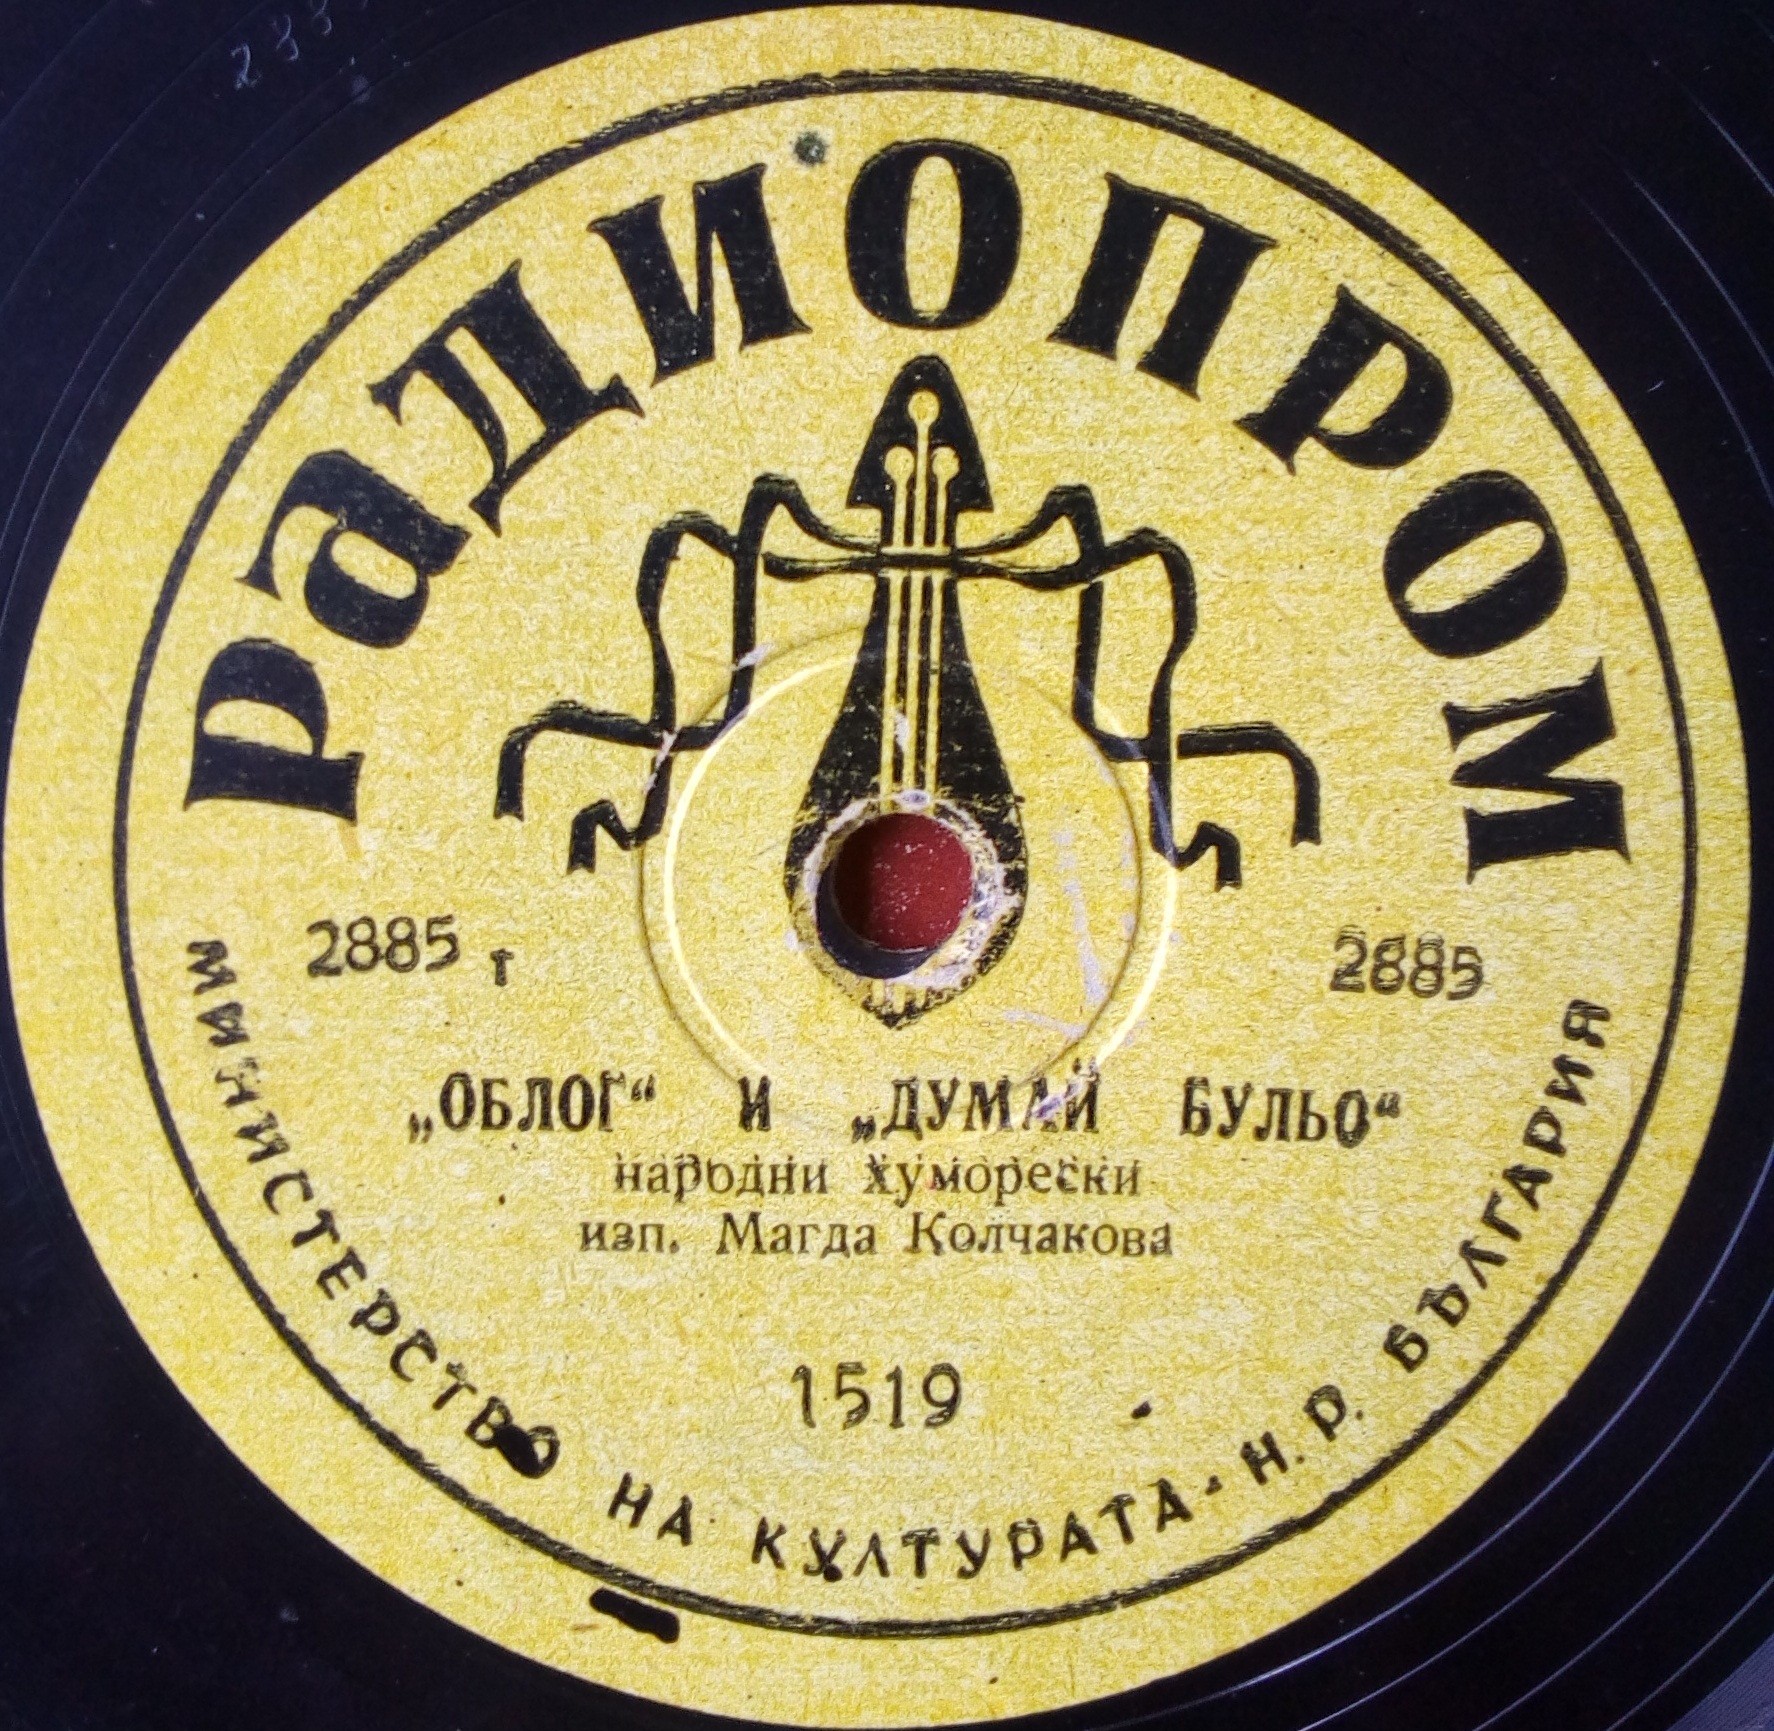 РАДИОПРОМ
2885 т
2885
„ОБЛОГ“ И „ДУМАЙ БУЛЬО“
народни хуморески
изп. Магда Колчакова
1519
МИНИСТЕРСТВО НА КУЛТУРАТА - Н. Р. БЪЛГАРИЯ